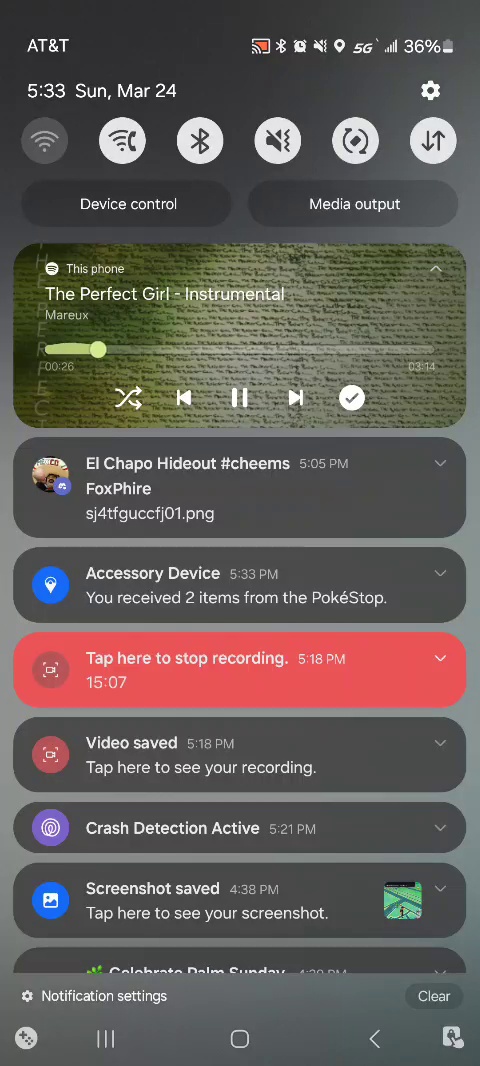 AT&T 5G 36%
5:33 Sun, Mar 24
Device control Media output
This phone
The Perfect Girl - Instrumental
Mareux
00:26 03:14
El Chapo Hideout #cheems 5:05 PM
FoxPhire
sj4tfguccfj01.png
Accessory Device 5:33 PM
You received 2 items from the PokéStop.
Tap here to stop recording. 5:18 PM
15:07
Video saved 5:18 PM
Tap here to see your recording.
Crash Detection Active 5:21 PM
Screenshot saved 4:38 PM
Tap here to see your screenshot.
Celebrate Palm Sunday
Notification settings Clear